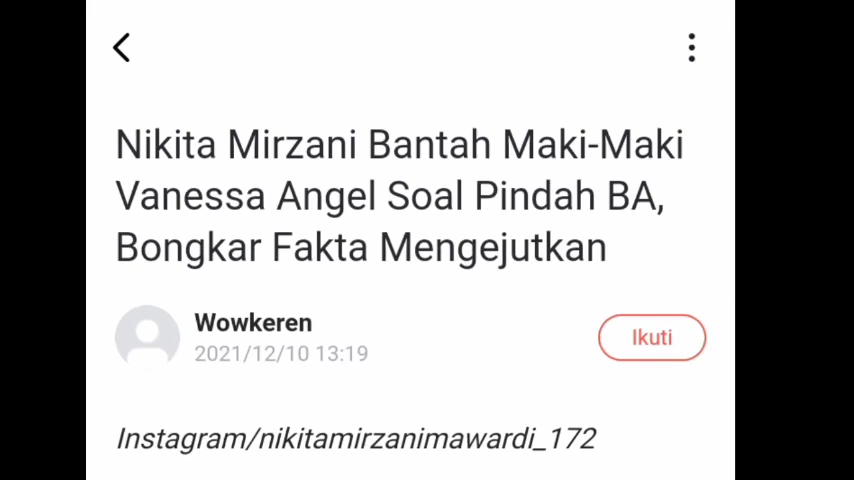 Nikita Mirzani Bantah Maki-Maki
Vanessa Angel Soal Pindah BA,
Bongkar Fakta Mengejutkan
Wowkeren
2021/12/10 13:19
Ikuti
Instagram/nikitamirzanimawardi_172